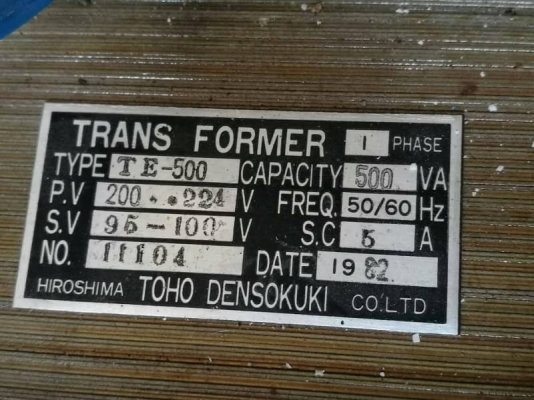 TRANS FORMER 1 PHASE
TYPE TE-500 CAPACITY 500 VA
P.V 200..224 V FREQ. 50/60 Hz
S.V 95-100 V S.C 5 A
NO. 11104 DATE 1982
HIROSHIMA TOHO DENSOKUKI CO.LTD